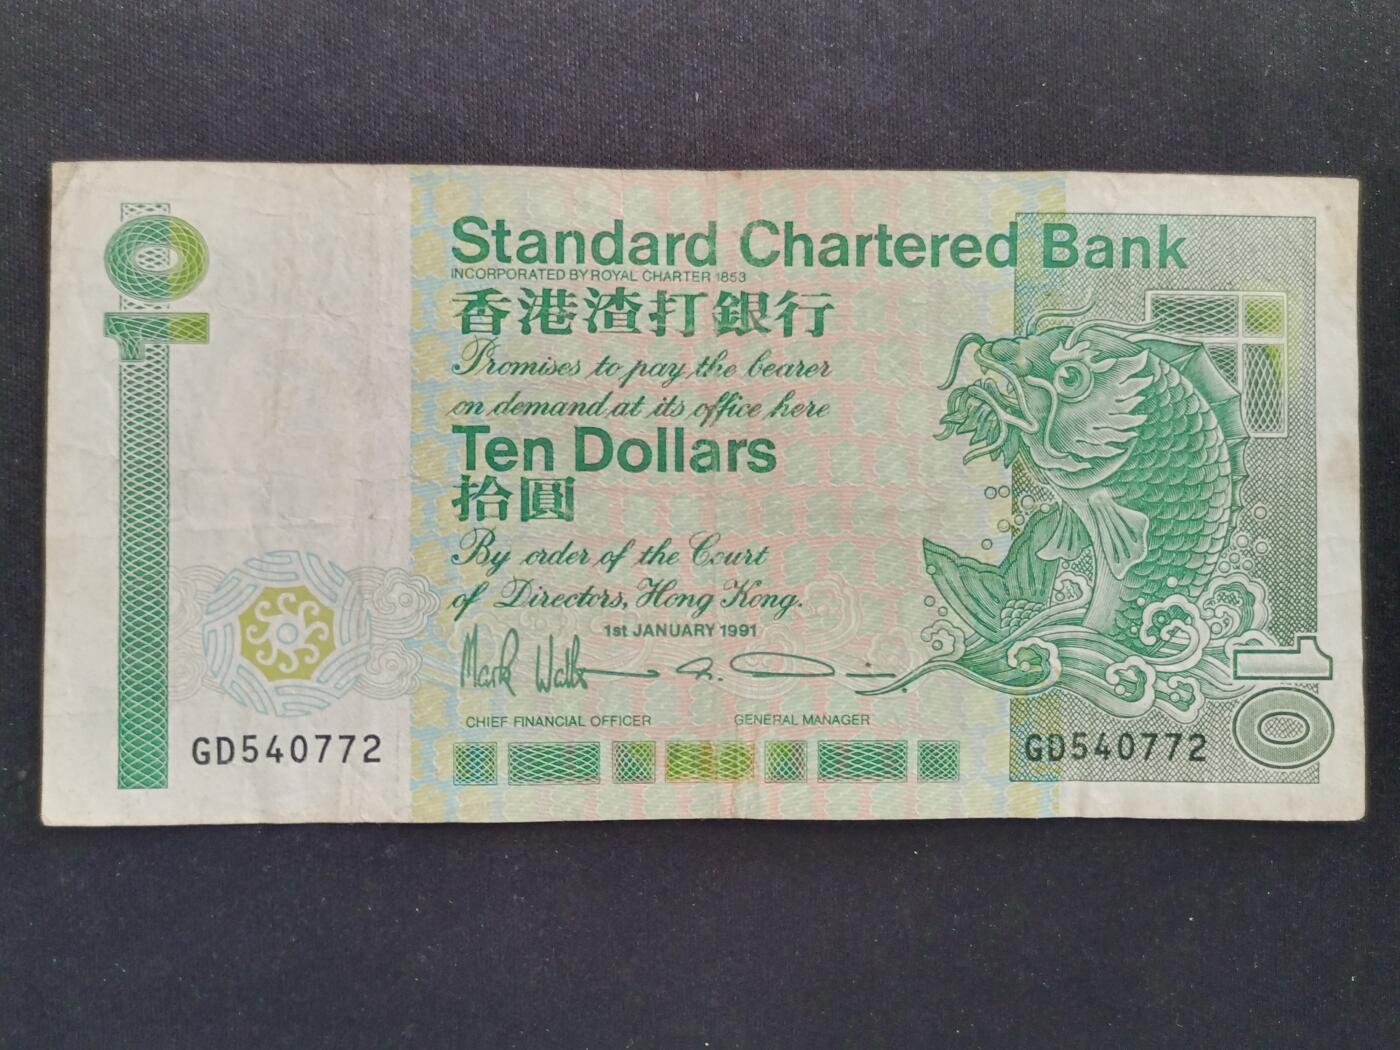 10
Standard Chartered Bank
INCORPORATED BY ROYAL CHARTER 1853
香港渣打銀行
Promises to pay the bearer
on demand at its office here
Ten Dollars
拾圓
By order of the Court
of Directors, Hong Kong.
1st JANUARY 1991
CHIEF FINANCIAL OFFICER GENERAL MANAGER
GD540772
GD540772
10